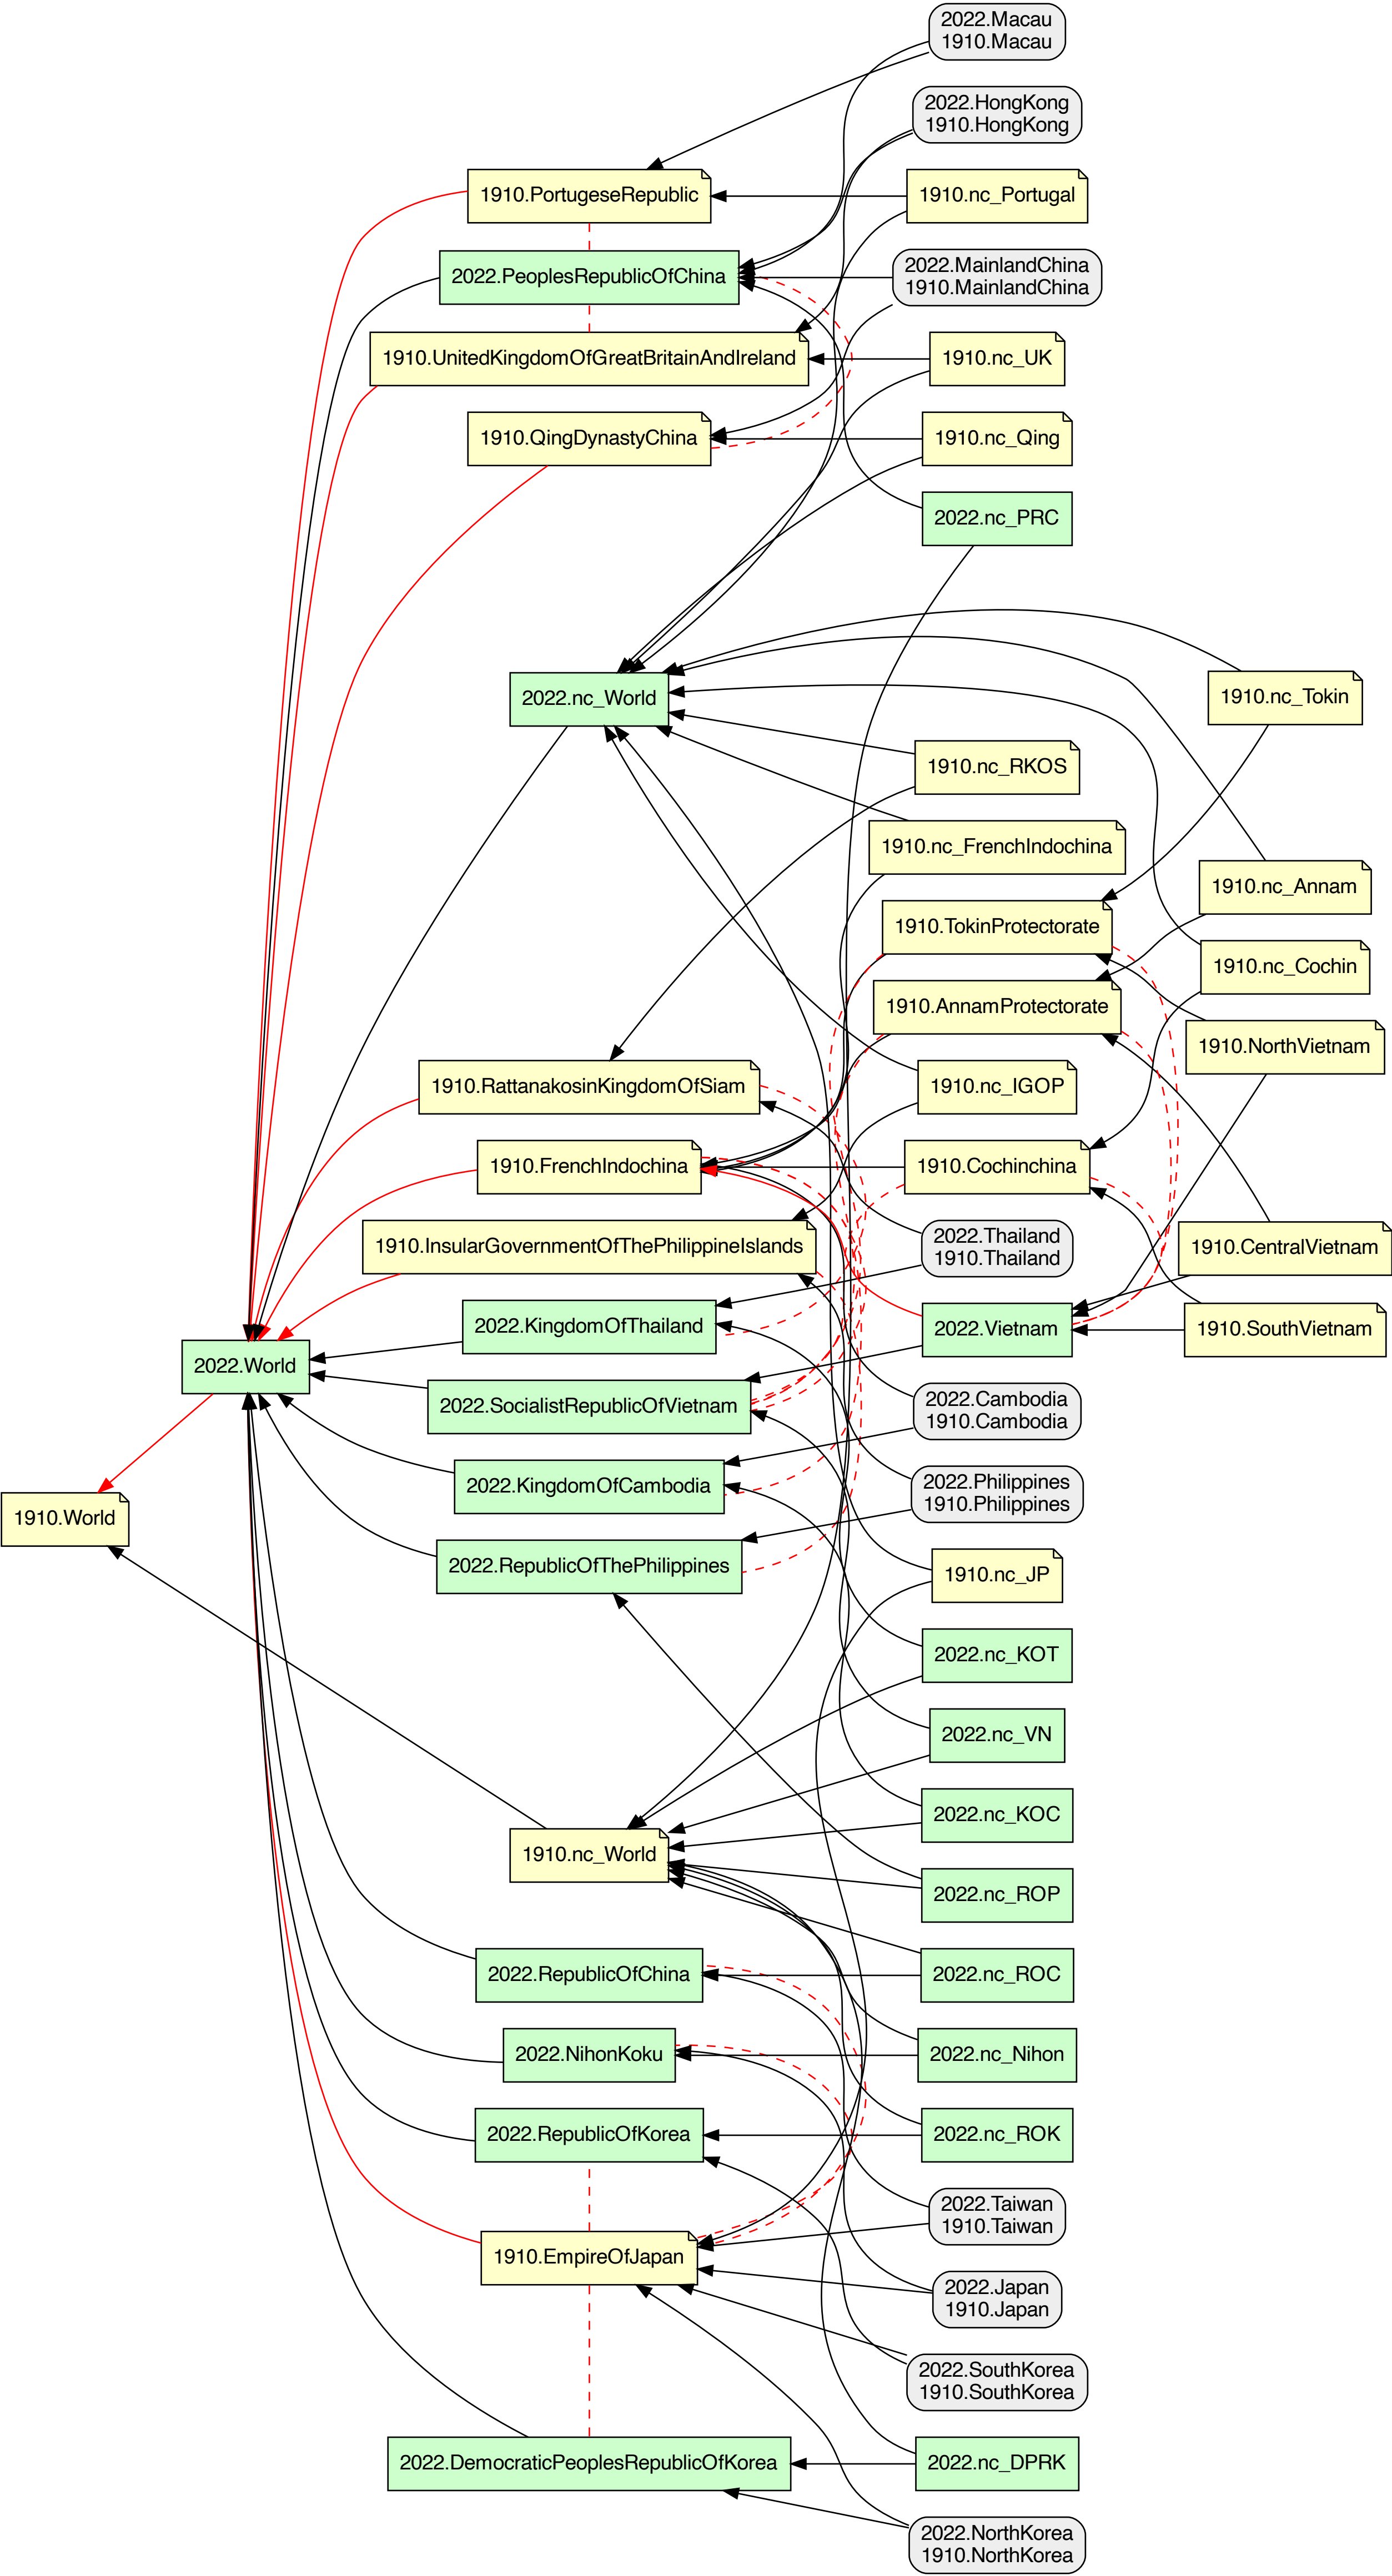 2022.Macau
1910.Macau
2022.HongKong
1910.HongKong
1910.PortugeseRepublic
1910.nc_Portugal
2022.PeoplesRepublicOfChina
2022.MainlandChina
1910.MainlandChina
1910.UnitedKingdomOfGreatBritainAndIreland
1910.nc_UK
1910.QingDynastyChina
1910.nc_Qing
2022.nc_PRC
2022.nc_World
1910.nc_Tokin
1910.nc_RKOS
1910.nc_FrenchIndochina
1910.nc_Annam
1910.TokinProtectorate
1910.nc_Cochin
1910.AnnamProtectorate
1910.NorthVietnam
1910.RattanakosinKingdomOfSiam
1910.nc_IGOP
1910.FrenchIndochina
1910.Cochinchina
1910.InsularGovernmentOfThePhilippineIslands
2022.Thailand
1910.Thailand
1910.CentralVietnam
2022.KingdomOfThailand
2022.Vietnam
1910.SouthVietnam
2022.World
2022.SocialistRepublicOfVietnam
2022.Cambodia
1910.Cambodia
2022.KingdomOfCambodia
2022.Philippines
1910.Philippines
1910.World
2022.RepublicOfThePhilippines
1910.nc_JP
2022.nc_KOT
2022.nc_VN
2022.nc_KOC
1910.nc_World
2022.nc_ROP
2022.RepublicOfChina
2022.nc_ROC
2022.NihonKoku
2022.nc_Nihon
2022.RepublicOfKorea
2022.nc_ROK
2022.Taiwan
1910.Taiwan
1910.EmpireOfJapan
2022.Japan
1910.Japan
2022.SouthKorea
1910.SouthKorea
2022.DemocraticPeoplesRepublicOfKorea
2022.nc_DPRK
2022.NorthKorea
1910.NorthKorea